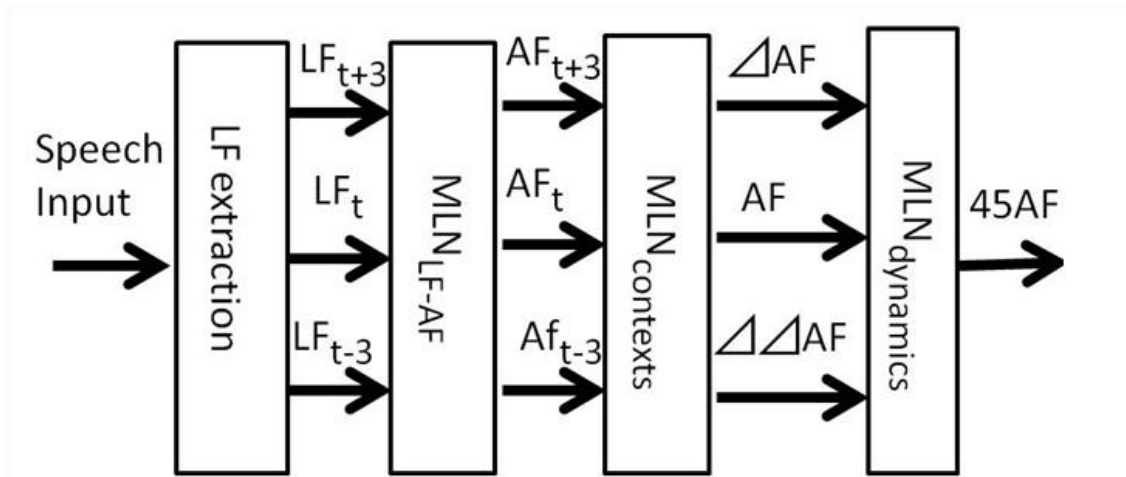 Speech
Input
LF extraction
LFt+3
LFt
LFt-3
MLNLF-AF
AFt+3
AFt
Aft-3
MLNcontexts
⊿AF
AF
⊿⊿AF
MLNdynamics
45AF